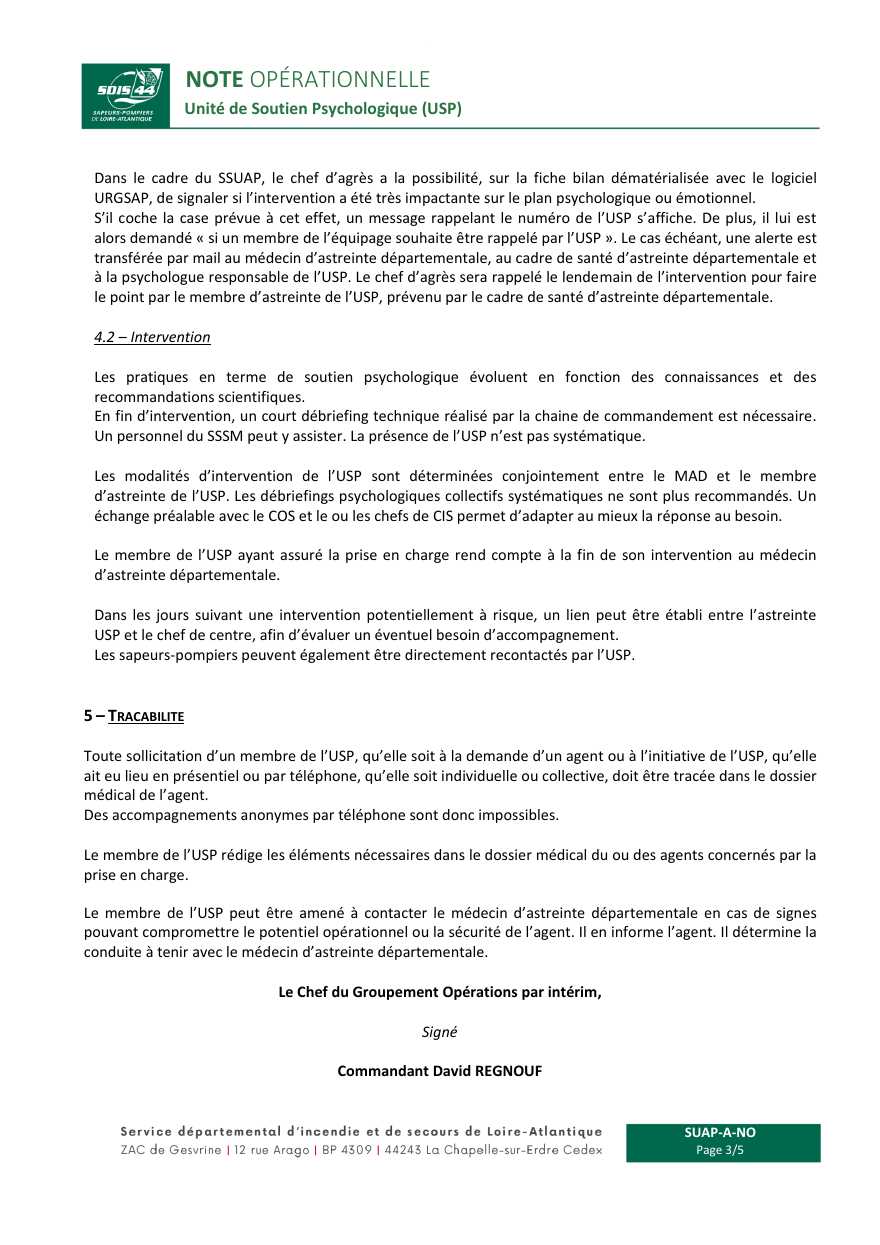 SDIS 44
SAPEURS-POMPIERS
DE LOIRE-ATLANTIQUE
NOTE OPÉRATIONNELLE
Unité de Soutien Psychologique (USP)
Dans le cadre du SSUAP, le chef d’agrès a la possibilité, sur la fiche bilan dématérialisée avec le logiciel
URGSAP, de signaler si l’intervention a été très impactante sur le plan psychologique ou émotionnel.
S’il coche la case prévue à cet effet, un message rappelant le numéro de l’USP s’affiche. De plus, il lui est
alors demandé « si un membre de l’équipage souhaite être rappelé par l’USP ». Le cas échéant, une alerte est
transférée par mail au médecin d’astreinte départementale, au cadre de santé d’astreinte départementale et
à la psychologue responsable de l’USP. Le chef d’agrès sera rappelé le lendemain de l’intervention pour faire
le point par le membre d’astreinte de l’USP, prévenu par le cadre de santé d’astreinte départementale.
4.2 – Intervention
Les pratiques en terme de soutien psychologique évoluent en fonction des connaissances et des
recommandations scientifiques.
En fin d’intervention, un court débriefing technique réalisé par la chaine de commandement est nécessaire.
Un personnel du SSSM peut y assister. La présence de l’USP n’est pas systématique.
Les modalités d’intervention de l’USP sont déterminées conjointement entre le MAD et le membre
d’astreinte de l’USP. Les débriefings psychologiques collectifs systématiques ne sont plus recommandés. Un
échange préalable avec le COS et le ou les chefs de CIS permet d’adapter au mieux la réponse au besoin.
Le membre de l’USP ayant assuré la prise en charge rend compte à la fin de son intervention au médecin
d’astreinte départementale.
Dans les jours suivant une intervention potentiellement à risque, un lien peut être établi entre l’astreinte
USP et le chef de centre, afin d’évaluer un éventuel besoin d’accompagnement.
Les sapeurs-pompiers peuvent également être directement recontactés par l’USP.
5 – TRACABILITE
Toute sollicitation d’un membre de l’USP, qu’elle soit à la demande d’un agent ou à l’initiative de l’USP, qu’elle
ait eu lieu en présentiel ou par téléphone, qu’elle soit individuelle ou collective, doit être tracée dans le dossier
médical de l’agent.
Des accompagnements anonymes par téléphone sont donc impossibles.
Le membre de l’USP rédige les éléments nécessaires dans le dossier médical du ou des agents concernés par la
prise en charge.
Le membre de l’USP peut être amené à contacter le médecin d’astreinte départementale en cas de signes
pouvant compromettre le potentiel opérationnel ou la sécurité de l’agent. Il en informe l’agent. Il détermine la
conduite à tenir avec le médecin d’astreinte départementale.
Le Chef du Groupement Opérations par intérim,
Signé
Commandant David REGNOUF
Service départemental d’incendie et de secours de Loire-Atlantique
ZAC de Gesvrine | 12 rue Arago | BP 4309 | 44243 La Chapelle-sur-Erdre Cedex
SUAP-A-NO
Page 3/5